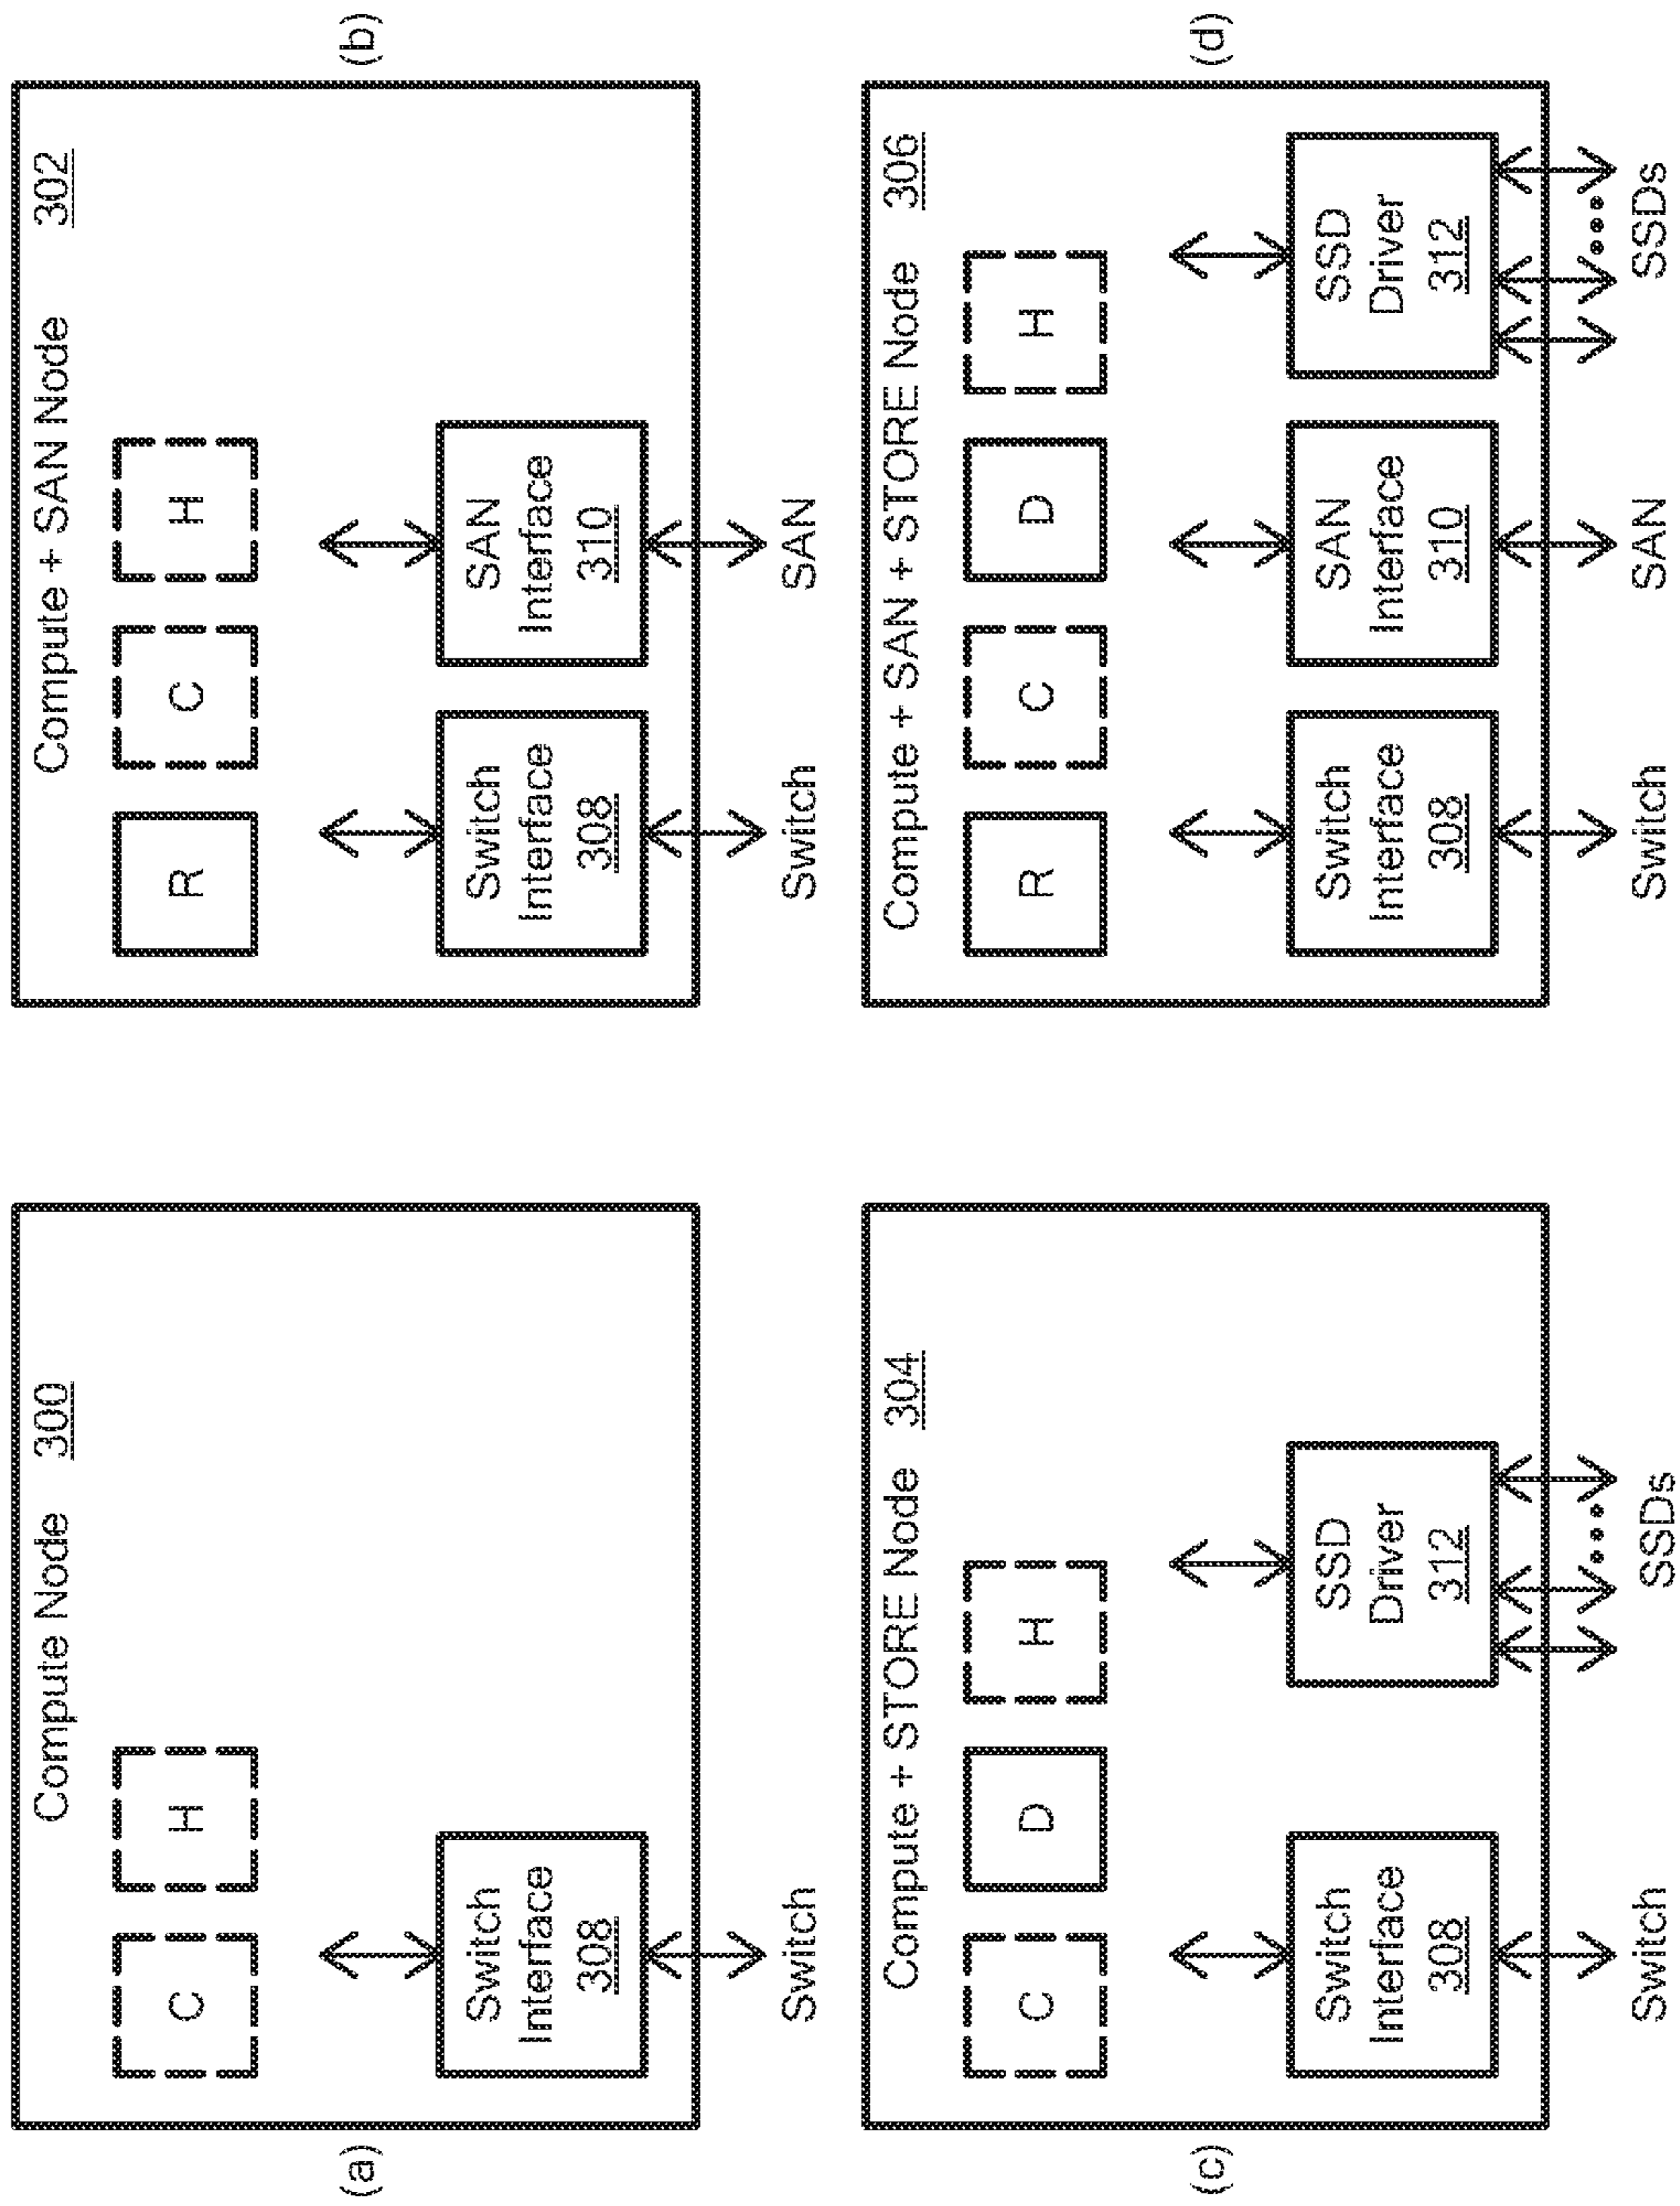 (a)
Compute Node 300
C
H
Switch
Interface
308
Switch
(b)
Compute + SAN Node 302
R
C
H
Switch
Interface
308
SAN
Interface
310
Switch
SAN
(c)
Compute + STORE Node 304
C
D
H
Switch
Interface
308
SSD
Driver
312
Switch
SSDs
(d)
Compute + SAN + STORE Node 306
R
C
D
H
Switch
Interface
308
SAN
Interface
310
SSD
Driver
312
Switch
SAN
SSDs